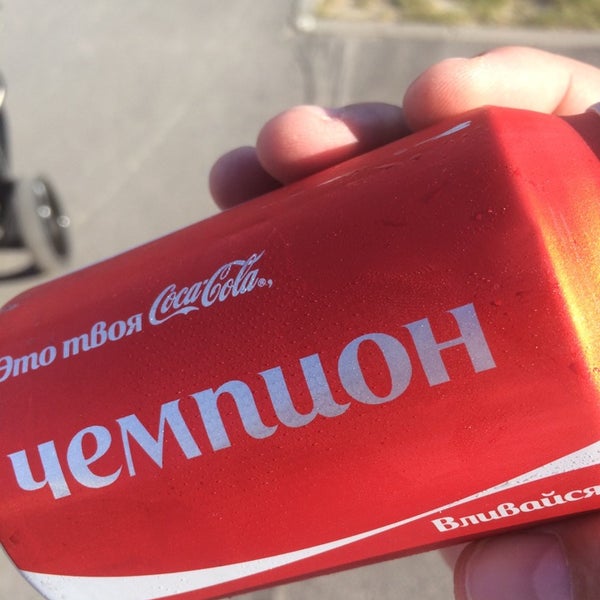 Это твоя Coca-Cola®,
чемпион
Вливайся